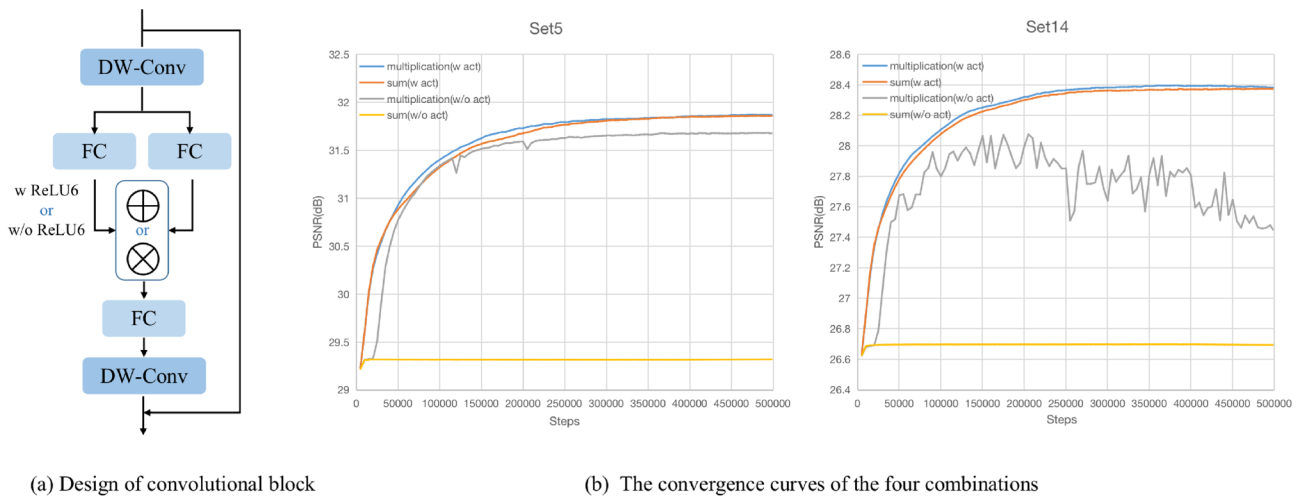 DW-Conv
FC
FC
w ReLU6
or
w/o ReLU6
or
FC
DW-Conv
(a) Design of convolutional block
Set5
32.5
32
31.5
31
30.5
30
29.5
29
PSNR(dB)
multiplication(w act)
sum(w act)
multiplication(w/o act)
sum(w/o act)
0 50000 100000 150000 200000 250000 300000 350000 400000 450000 500000
Steps
Set14
28.6
28.4
28.2
28
27.8
27.6
27.4
27.2
27
26.8
26.6
26.4
PSNR(dB)
multiplication(w act)
sum(w act)
multiplication(w/o act)
sum(w/o act)
0 50000 100000 150000 200000 250000 300000 350000 400000 450000 500000
Steps
(b) The convergence curves of the four combinations